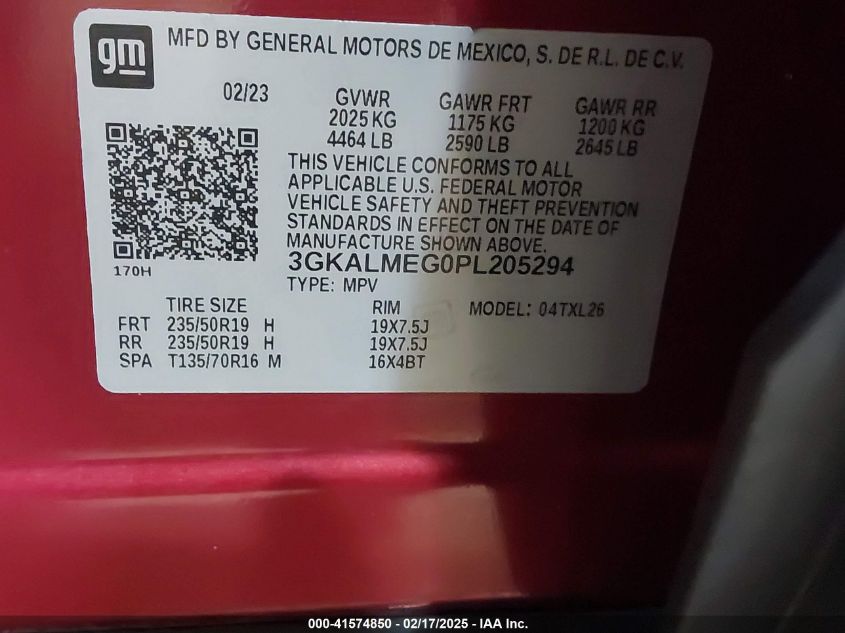 gm
MFD BY GENERAL MOTORS DE MEXICO, S. DE R.L. DE C.V.
02/23 GVWR GAWR FRT GAWR RR
2025 KG 1175 KG 1200 KG
4464 LB 2590 LB 2645 LB
THIS VEHICLE CONFORMS TO ALL
APPLICABLE U.S. FEDERAL MOTOR
VEHICLE SAFETY AND THEFT PREVENTION
STANDARDS IN EFFECT ON THE DATE OF
MANUFACTURE SHOWN ABOVE.
170H
3GKALMEG0PL205294
TYPE: MPV
TIRE SIZE RIM MODEL: 04TXL26
FRT 235/50R19 H 19X7.5J
RR 235/50R19 H 19X7.5J
SPA T135/70R16 M 16X4BT
000-41574850 - 02/17/2025 - IAA Inc.